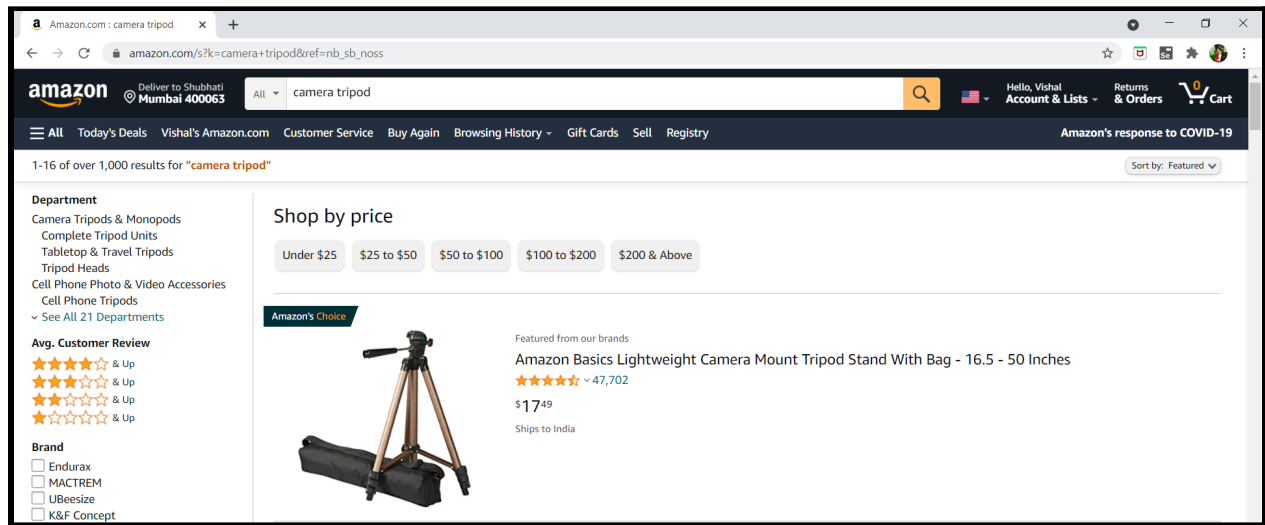 Amazon.com : camera tripod
amazon.com/s?k=camera+tripod&ref=nb_sb_noss
amazon
Deliver to Shubhati
Mumbai 400063
All
camera tripod
Hello, Vishal
Account & Lists
Returns
& Orders
0
Cart
All Today's Deals Vishal's Amazon.com Customer Service Buy Again Browsing History Gift Cards Sell Registry Amazon's response to COVID-19
1-16 of over 1,000 results for "camera tripod"
Sort by: Featured
Department
Camera Tripods & Monopods
Complete Tripod Units
Tabletop & Travel Tripods
Tripod Heads
Cell Phone Photo & Video Accessories
Cell Phone Tripods
See All 21 Departments
Avg. Customer Review
& Up
& Up
& Up
& Up
Brand
Endurax
MACTREM
UBeesize
K&F Concept
Shop by price
Under $25 $25 to $50 $50 to $100 $100 to $200 $200 & Above
Amazon's Choice
Featured from our brands
Amazon Basics Lightweight Camera Mount Tripod Stand With Bag - 16.5 - 50 Inches
47,702
$1749
Ships to India